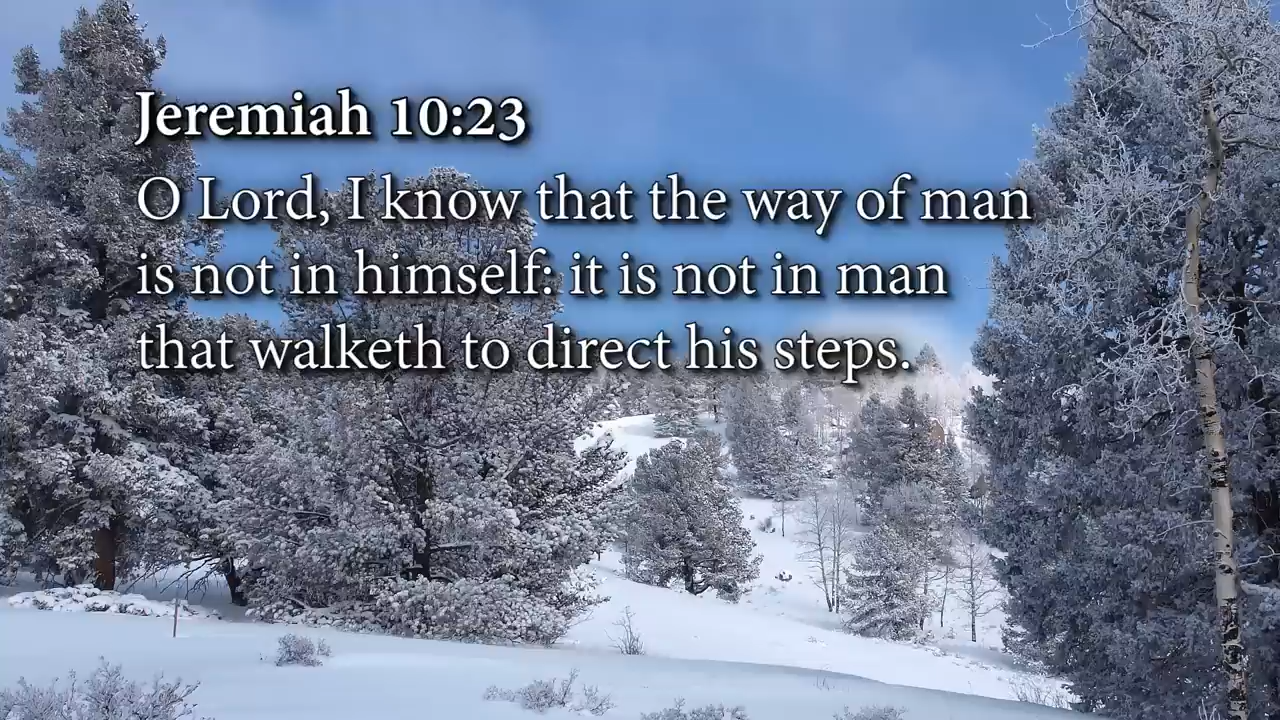 Jeremiah 10:23
O Lord, I know that the way of man
is not in himself: it is not in man
that walketh to direct his steps.